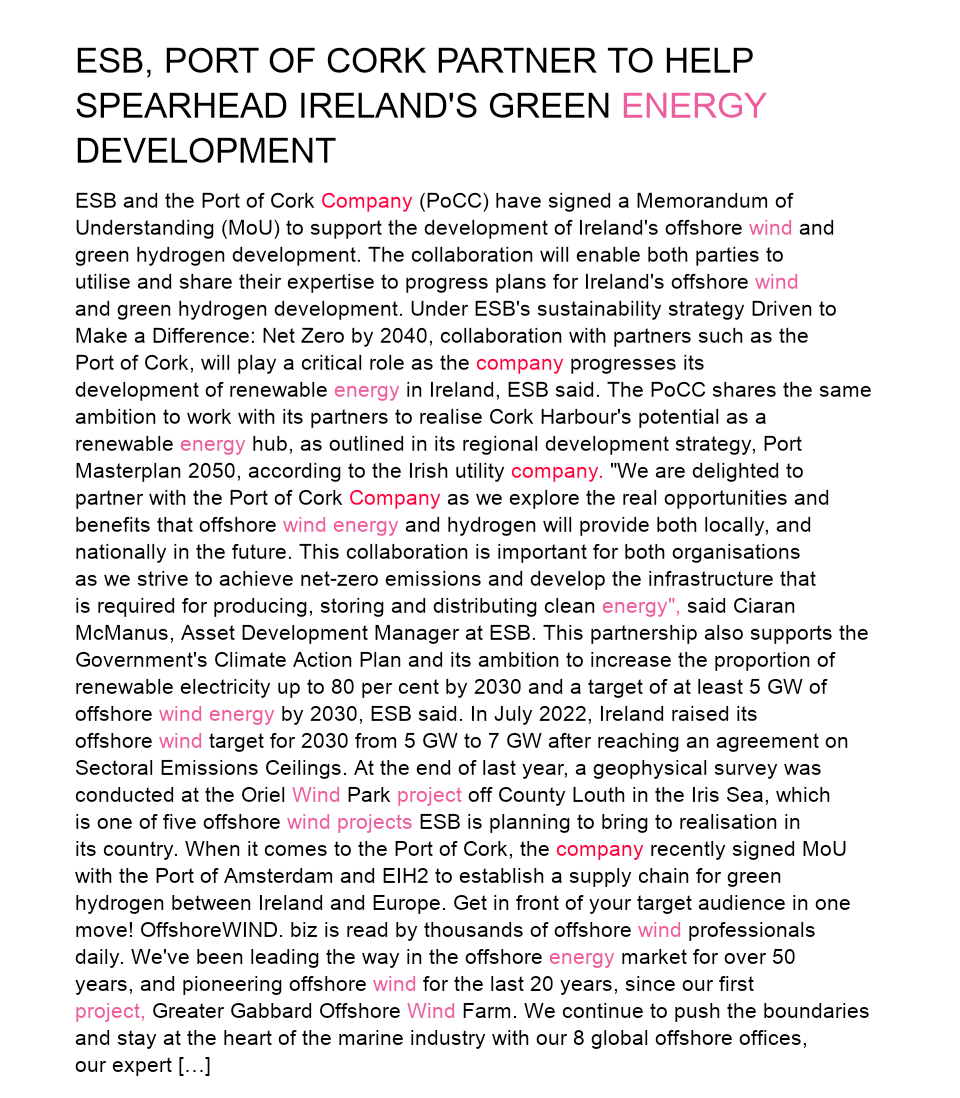 ESB, PORT OF CORK PARTNER TO HELP
SPEARHEAD IRELAND'S GREEN ENERGY
DEVELOPMENT
ESB and the Port of Cork Company (PoCC) have signed a Memorandum of
Understanding (MoU) to support the development of Ireland's offshore wind and
green hydrogen development. The collaboration will enable both parties to
utilise and share their expertise to progress plans for Ireland's offshore wind
and green hydrogen development. Under ESB's sustainability strategy Driven to
Make a Difference: Net Zero by 2040, collaboration with partners such as the
Port of Cork, will play a critical role as the company progresses its
development of renewable energy in Ireland, ESB said. The PoCC shares the same
ambition to work with its partners to realise Cork Harbour's potential as a
renewable energy hub, as outlined in its regional development strategy, Port
Masterplan 2050, according to the Irish utility company. "We are delighted to
partner with the Port of Cork Company as we explore the real opportunities and
benefits that offshore wind energy and hydrogen will provide both locally, and
nationally in the future. This collaboration is important for both organisations
as we strive to achieve net-zero emissions and develop the infrastructure that
is required for producing, storing and distributing clean energy", said Ciaran
McManus, Asset Development Manager at ESB. This partnership also supports the
Government's Climate Action Plan and its ambition to increase the proportion of
renewable electricity up to 80 per cent by 2030 and a target of at least 5 GW of
offshore wind energy by 2030, ESB said. In July 2022, Ireland raised its
offshore wind target for 2030 from 5 GW to 7 GW after reaching an agreement on
Sectoral Emissions Ceilings. At the end of last year, a geophysical survey was
conducted at the Oriel Wind Park project off County Louth in the Iris Sea, which
is one of five offshore wind projects ESB is planning to bring to realisation in
its country. When it comes to the Port of Cork, the company recently signed MoU
with the Port of Amsterdam and EIH2 to establish a supply chain for green
hydrogen between Ireland and Europe. Get in front of your target audience in one
move! OffshoreWIND. biz is read by thousands of offshore wind professionals
daily. We've been leading the way in the offshore energy market for over 50
years, and pioneering offshore wind for the last 20 years, since our first
project, Greater Gabbard Offshore Wind Farm. We continue to push the boundaries
and stay at the heart of the marine industry with our 8 global offshore offices,
our expert […]